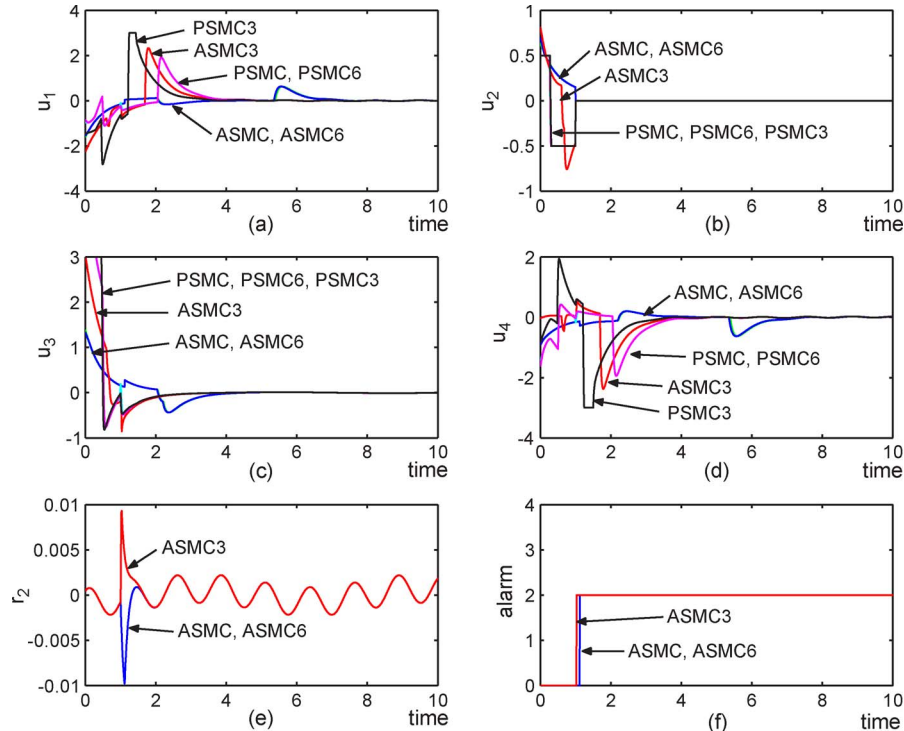 4
2
0
-2
-4
u1
PSMC3
ASMC3
PSMC, PSMC6
ASMC, ASMC6
0 2 4 6 8 10
time
(a)
1
0.5
0
-0.5
-1
u2
ASMC, ASMC6
ASMC3
PSMC, PSMC6, PSMC3
0 2 4 6 8 10
time
(b)
3
2
1
0
-1
u3
PSMC, PSMC6, PSMC3
ASMC3
ASMC, ASMC6
0 2 4 6 8 10
time
(c)
2
0
-2
-4
u4
ASMC, ASMC6
PSMC, PSMC6
ASMC3
PSMC3
0 2 4 6 8 10
time
(d)
0.01
0.005
0
-0.005
-0.01
r2
ASMC3
ASMC, ASMC6
0 2 4 6 8 10
time
(e)
4
3
2
1
0
alarm
ASMC3
ASMC, ASMC6
0 2 4 6 8 10
time
(f)